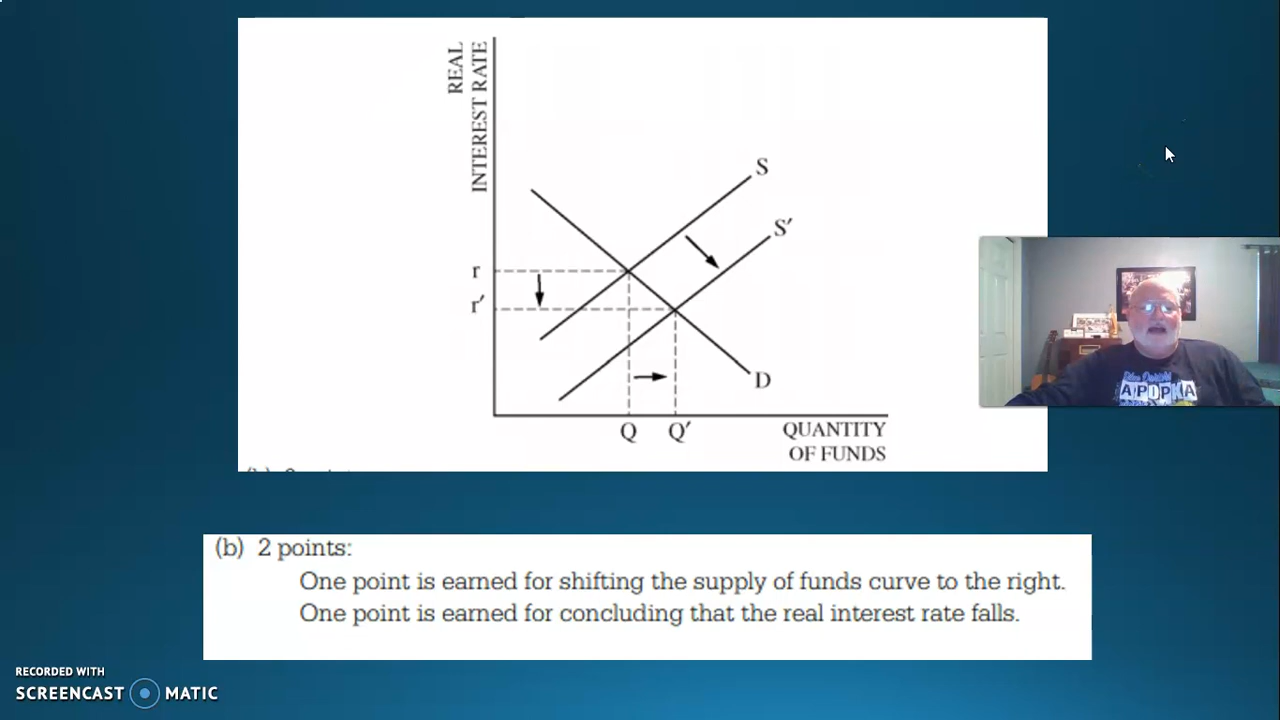 REAL
INTEREST RATE
S
S′
r
r′
D
Q Q′
QUANTITY
OF FUNDS
APOPKA
(b) 2 points:
One point is earned for shifting the supply of funds curve to the right.
One point is earned for concluding that the real interest rate falls.
RECORDED WITH
SCREENCAST MATIC